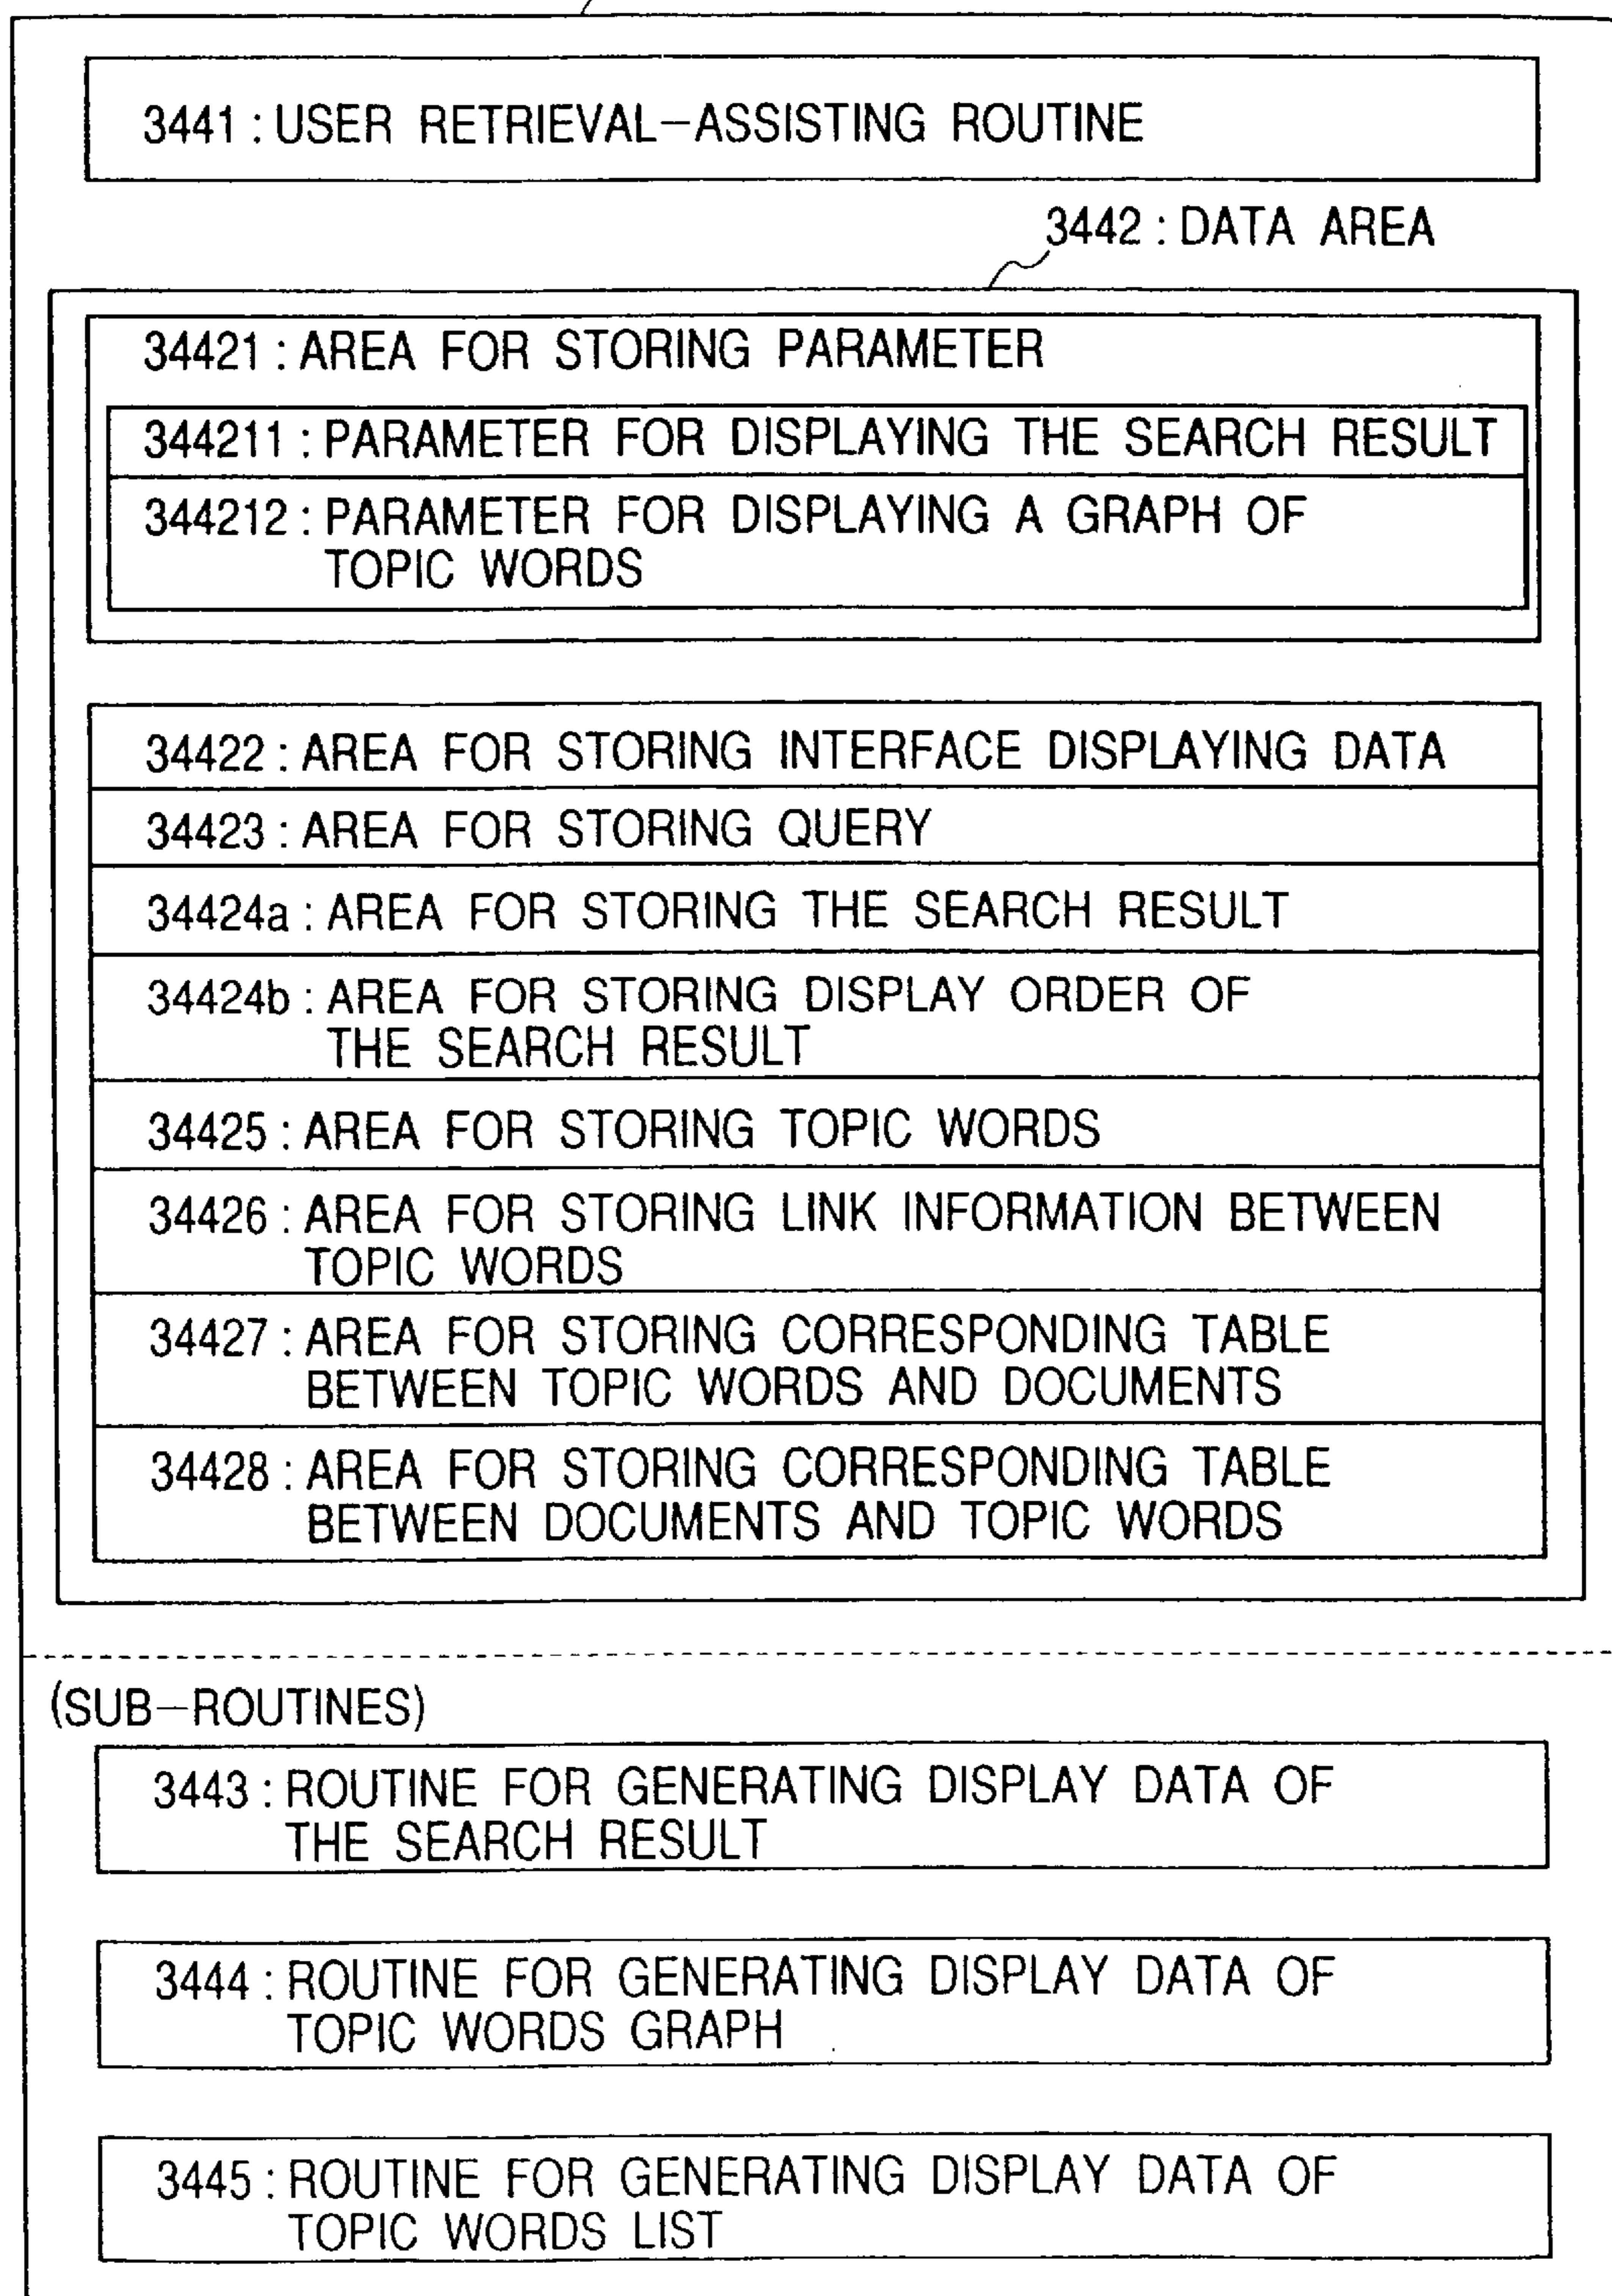 3441 : USER RETRIEVAL-ASSISTING ROUTINE
3442 : DATA AREA
34421 : AREA FOR STORING PARAMETER
344211 : PARAMETER FOR DISPLAYING THE SEARCH RESULT
344212 : PARAMETER FOR DISPLAYING A GRAPH OF
TOPIC WORDS
34422 : AREA FOR STORING INTERFACE DISPLAYING DATA
34423 : AREA FOR STORING QUERY
34424a : AREA FOR STORING THE SEARCH RESULT
34424b : AREA FOR STORING DISPLAY ORDER OF
THE SEARCH RESULT
34425 : AREA FOR STORING TOPIC WORDS
34426 : AREA FOR STORING LINK INFORMATION BETWEEN
TOPIC WORDS
34427 : AREA FOR STORING CORRESPONDING TABLE
BETWEEN TOPIC WORDS AND DOCUMENTS
34428 : AREA FOR STORING CORRESPONDING TABLE
BETWEEN DOCUMENTS AND TOPIC WORDS
(SUB-ROUTINES)
3443 : ROUTINE FOR GENERATING DISPLAY DATA OF
THE SEARCH RESULT
3444 : ROUTINE FOR GENERATING DISPLAY DATA OF
TOPIC WORDS GRAPH
3445 : ROUTINE FOR GENERATING DISPLAY DATA OF
TOPIC WORDS LIST